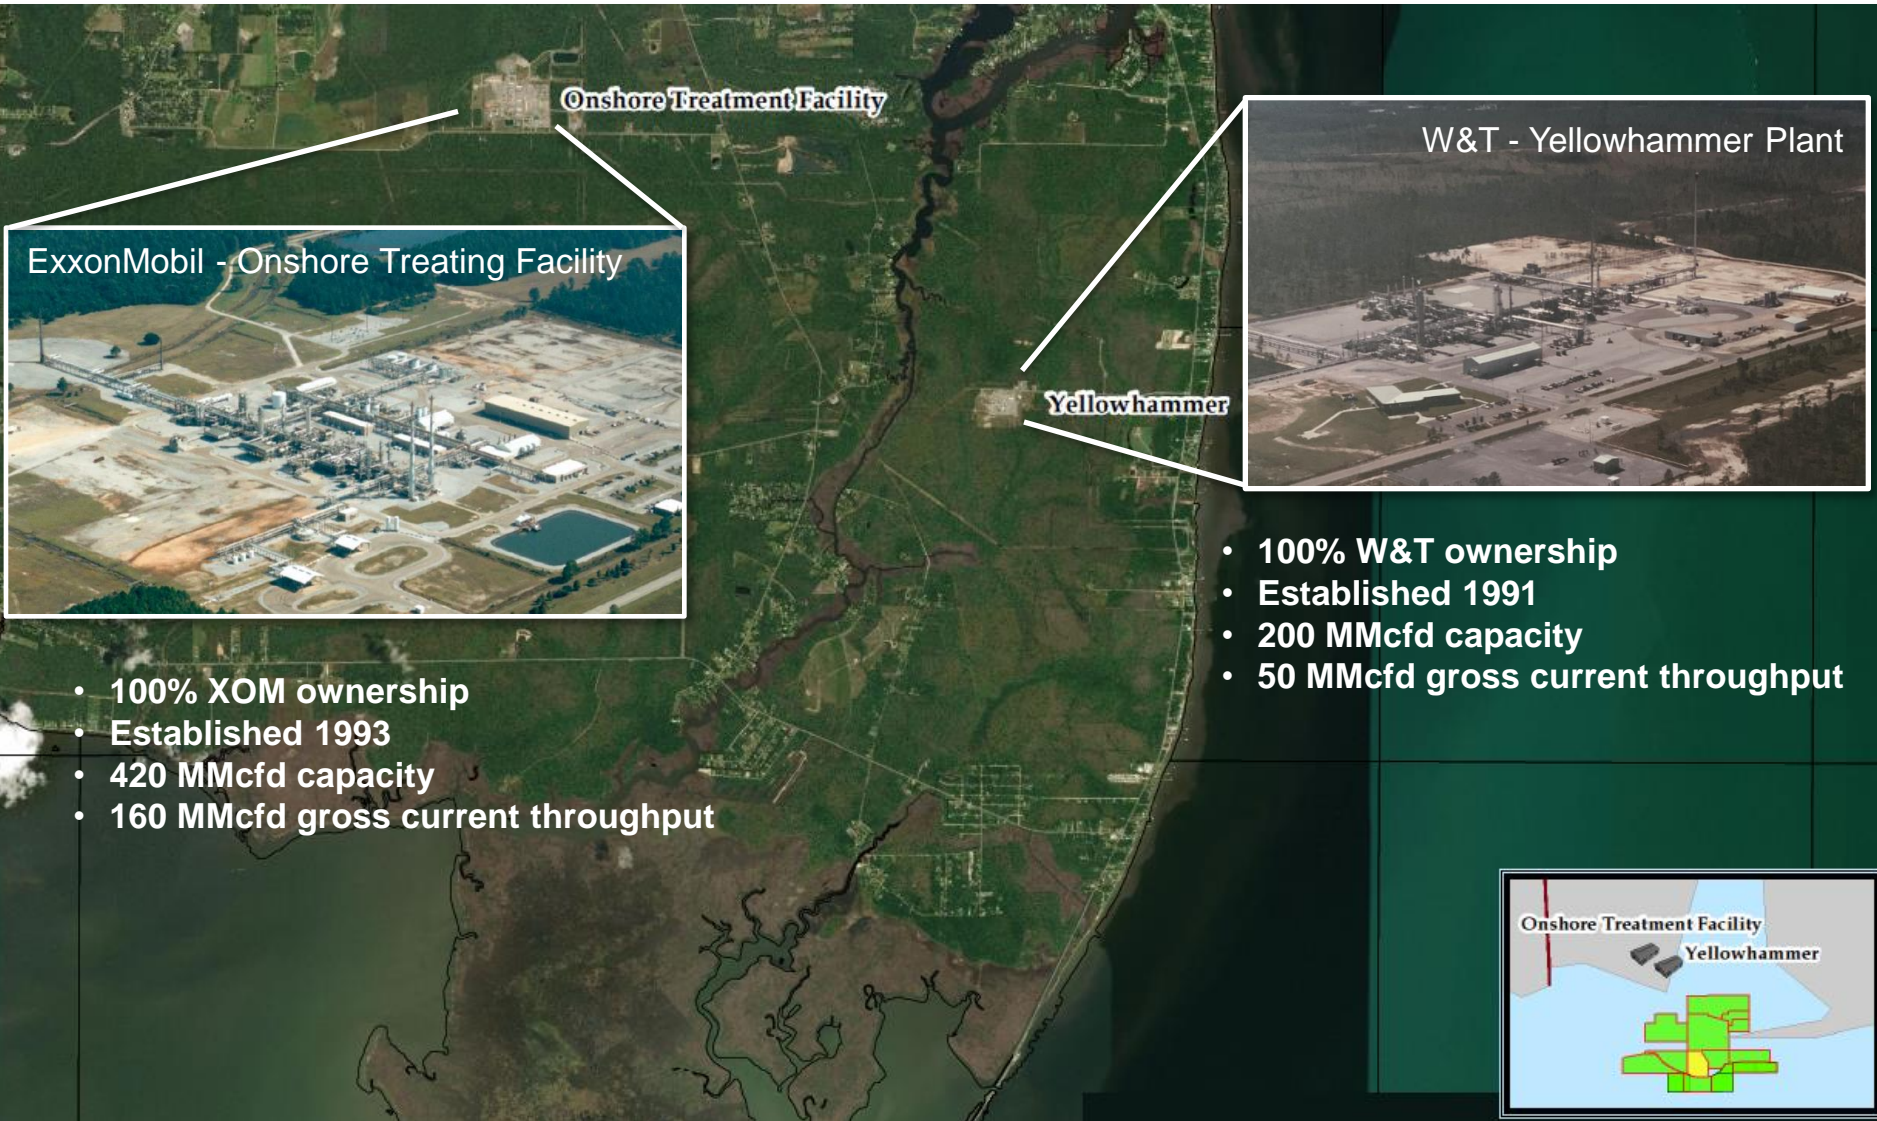 Onshore Treatment Facility
W&T - Yellowhammer Plant
ExxonMobil - Onshore Treating Facility
Yellowhammer
• 100% W&T ownership
• Established 1991
• 200 MMcfd capacity
• 50 MMcfd gross current throughput
• 100% XOM ownership
• Established 1993
• 420 MMcfd capacity
• 160 MMcfd gross current throughput
Onshore Treatment Facility
Yellowhammer